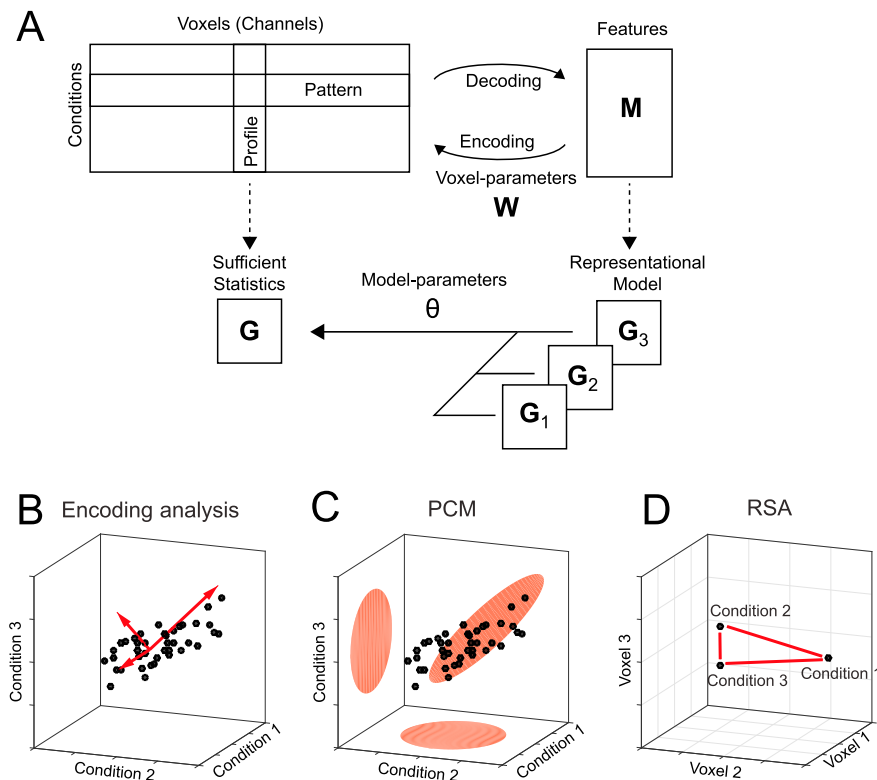 A
Voxels (Channels)
Features
Conditions
Pattern
Profile
Decoding
M
Encoding
Voxel-parameters
W
Sufficient
Statistics
Representational
Model
Model-parameters
θ
G
G3
G2
G1
B
Encoding analysis
C
PCM
D
RSA
Condition 3
Condition 2
Condition 1
Condition 3
Condition 2
Condition 1
Voxel 3
Condition 2
Condition 3
Condition 1
Voxel 2
Voxel 1